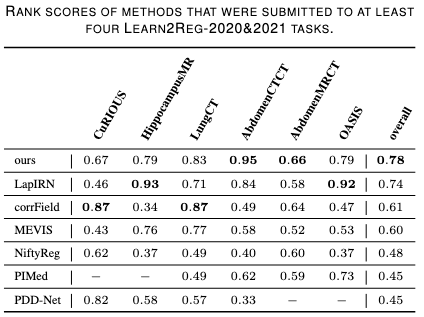 RANK SCORES OF METHODS THAT WERE SUBMITTED TO AT LEAST
FOUR LEARN2REG-2020&2021 TASKS.
CuRIOUS HippocampusMR LungCT AbdomenCTCT AbdomenMRCT OASIS overall
ours 0.67 0.79 0.83 0.95 0.66 0.79 0.78
LapIRN 0.46 0.93 0.71 0.84 0.58 0.92 0.74
corrField 0.87 0.34 0.87 0.49 0.64 0.47 0.61
MEVIS 0.43 0.76 0.77 0.58 0.52 0.53 0.60
NiftyReg 0.62 0.37 0.49 0.40 0.60 0.37 0.48
PIMed – – 0.49 0.62 0.59 0.73 0.45
PDD-Net 0.82 0.58 0.57 0.33 – – 0.45